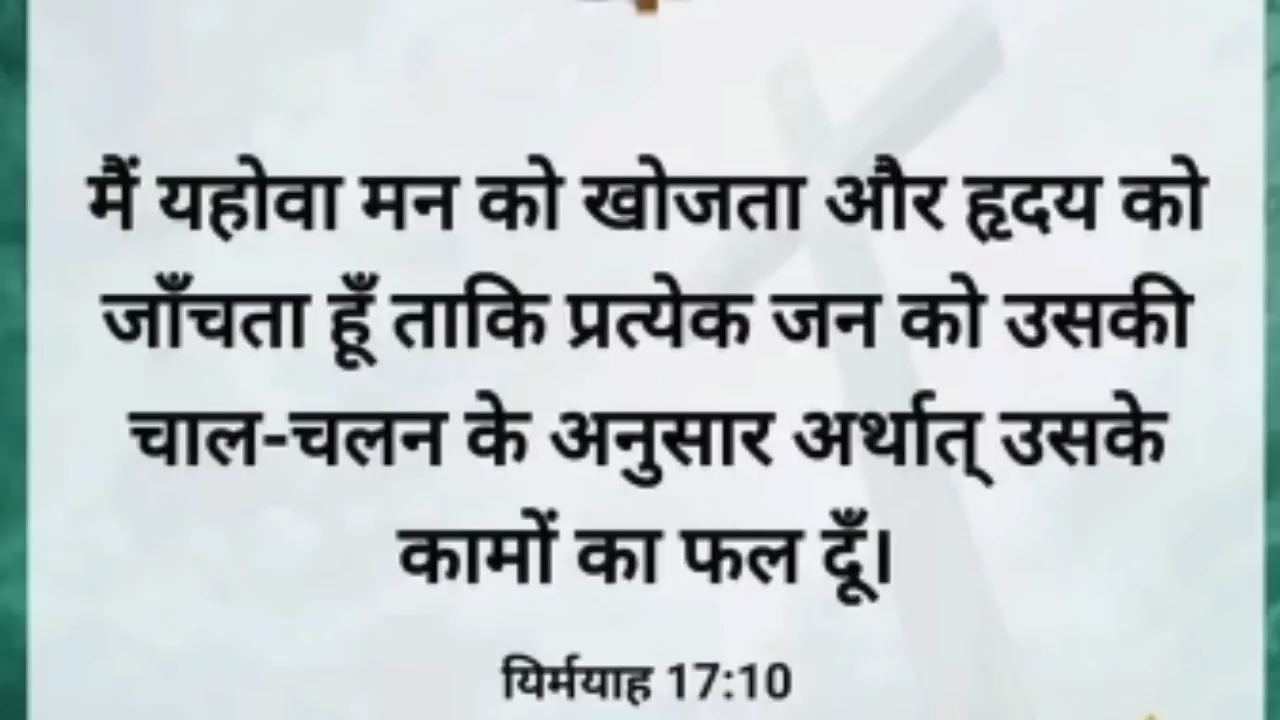 मैं यहोवा मन को खोजता और हृदय को
जाँचता हूँ ताकि प्रत्येक जन को उसकी
चाल-चलन के अनुसार अर्थात् उसके
कामों का फल दूँ।
यिर्मयाह 17:10